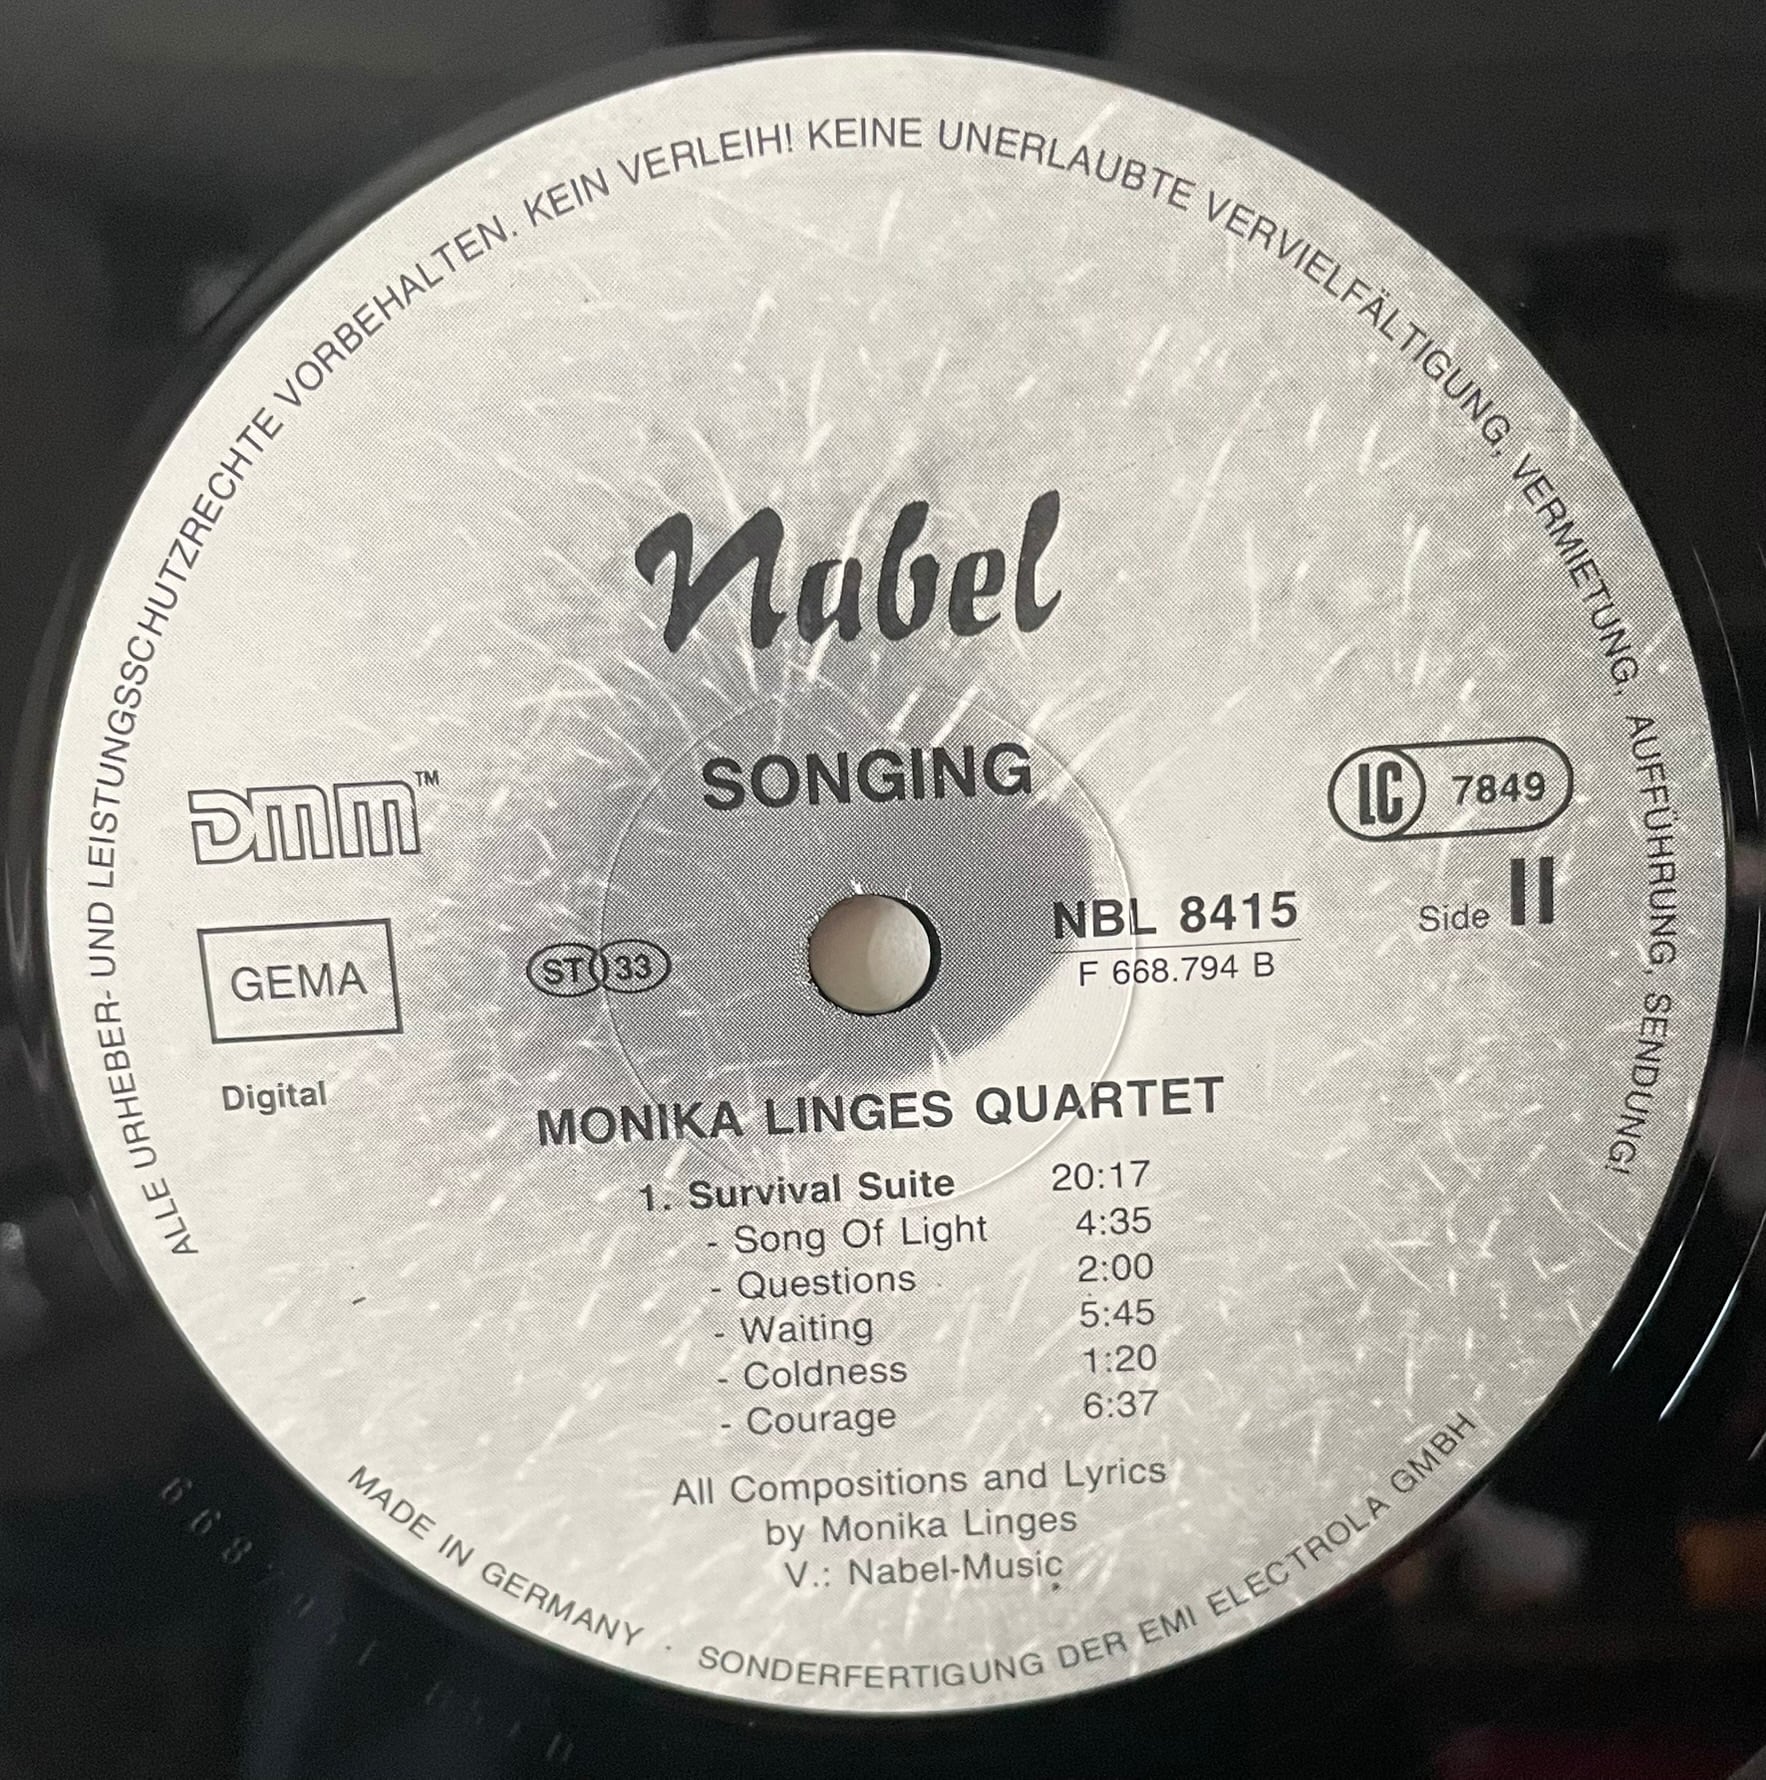 ALLE URHEBER- UND LEISTUNGSSCHUTZRECHTE VORBEHALTEN. KEIN VERLEIH! KEINE UNERLAUBTE VERVIELFÄLTIGUNG, VERMIETUNG, AUFFÜHRUNG, SENDUNG!
Nabel
SONGING
DMM™
LC 7849
Side II
GEMA
ST 33
NBL 8415
F 668.794 B
Digital
MONIKA LINGES QUARTET
1. Survival Suite 20:17
- Song Of Light 4:35
- Questions 2:00
- Waiting 5:45
- Coldness 1:20
- Courage 6:37
All Compositions and Lyrics
by Monika Linges
V.: Nabel-Music
MADE IN GERMANY · SONDERFERTIGUNG DER EMI ELECTROLA GMBH